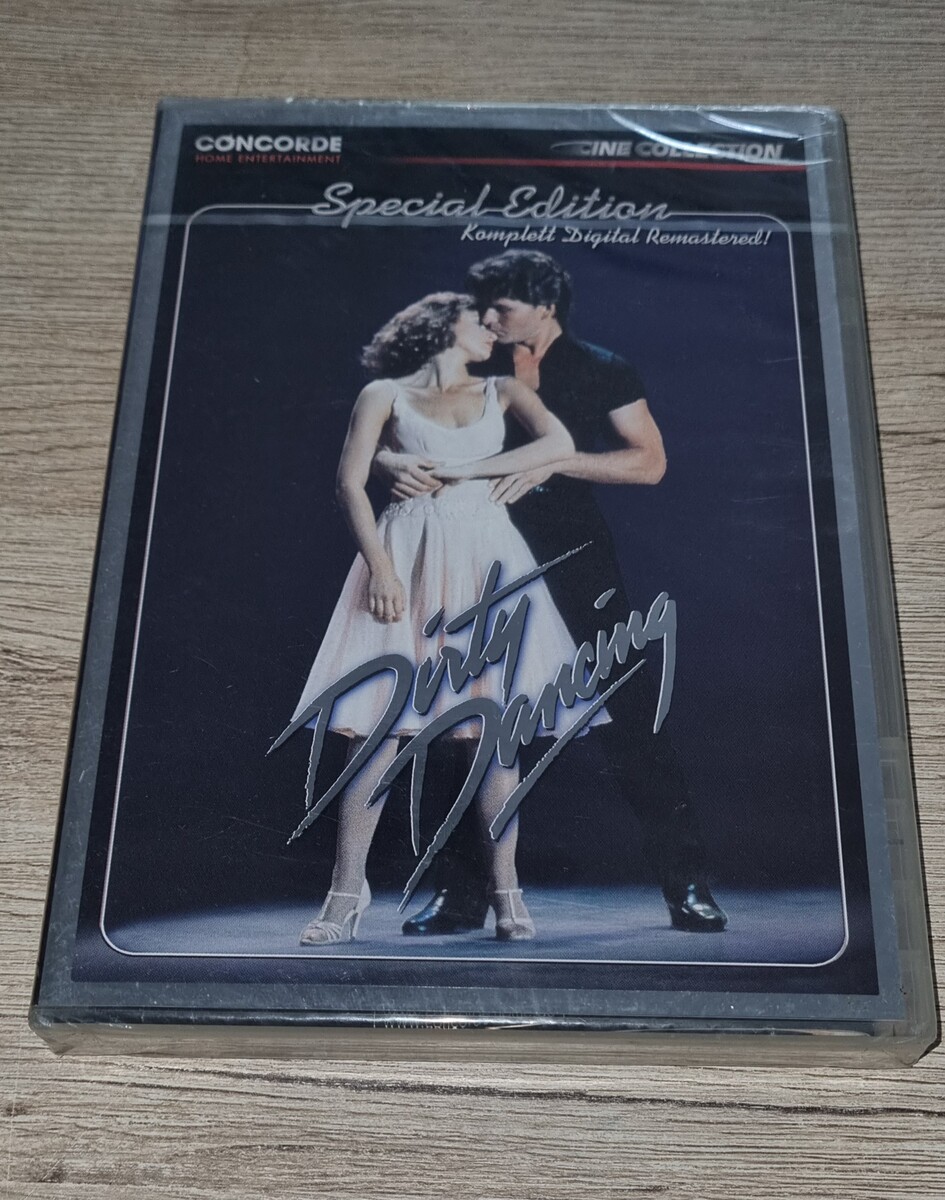 CONCORDE
HOME ENTERTAINMENT
CINE COLLECTION
Special Edition
Komplett Digital Remastered!
Dirty
Dancing